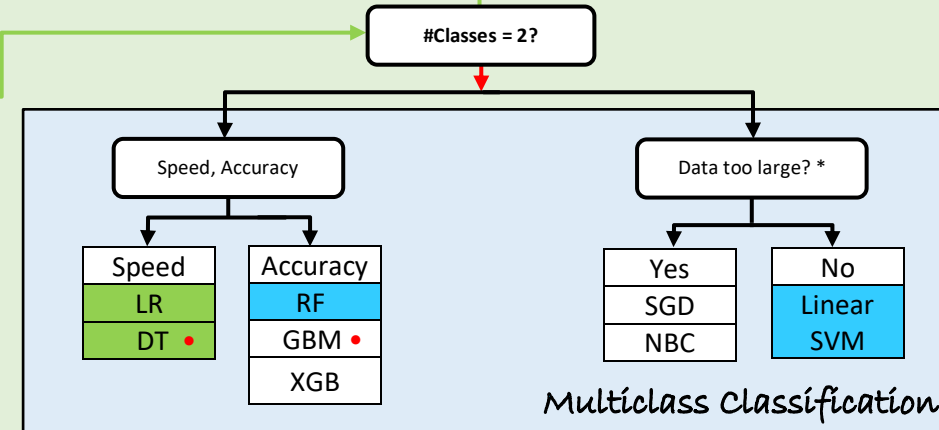 #Classes = 2?
Speed, Accuracy
Data too large? *
Speed
LR
DT
Accuracy
RF
GBM
XGB
Yes
SGD
NBC
No
Linear
SVM
Multiclass Classification